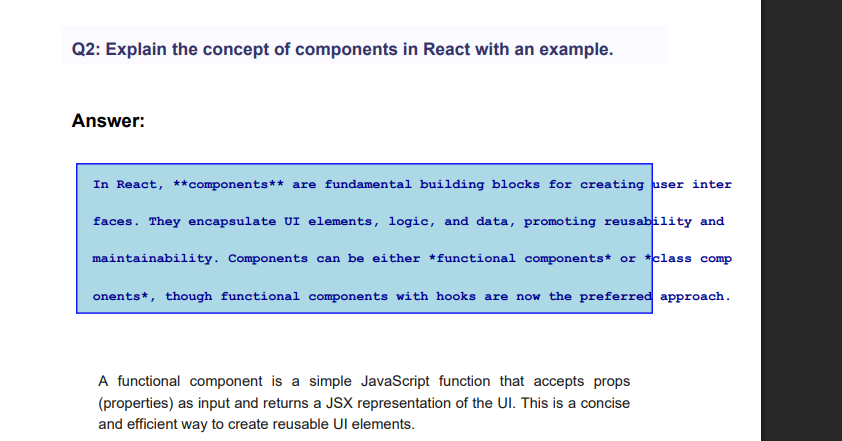 Q2: Explain the concept of components in React with an example.
Answer:
In React, **components** are fundamental building blocks for creating user inter
faces. They encapsulate UI elements, logic, and data, promoting reusability and
maintainability. Components can be either *functional components* or *class comp
onents*, though functional components with hooks are now the preferred approach.
A functional component is a simple JavaScript function that accepts props
(properties) as input and returns a JSX representation of the UI. This is a concise
and efficient way to create reusable UI elements.